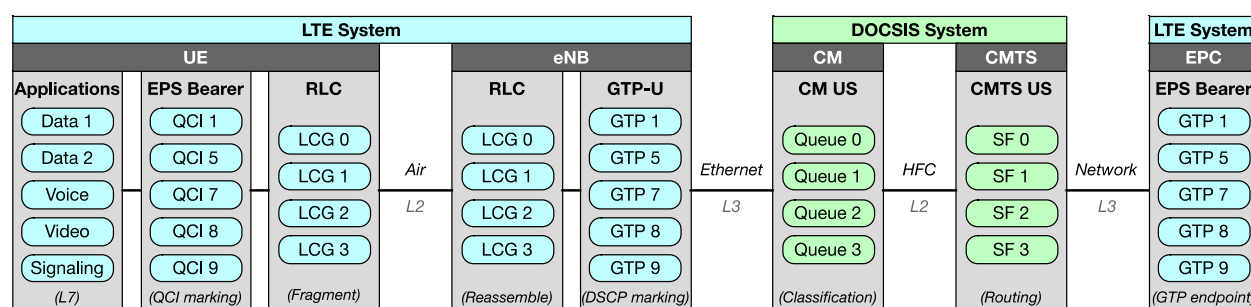 LTE System
DOCSIS System
LTE System
UE
eNB
CM
CMTS
EPC
Applications
Data 1
Data 2
Voice
Video
Signaling
(L7)
EPS Bearer
QCI 1
QCI 5
QCI 7
QCI 8
QCI 9
(QCI marking)
RLC
LCG 0
LCG 1
LCG 2
LCG 3
(Fragment)
Air
L2
RLC
LCG 0
LCG 1
LCG 2
LCG 3
(Reassemble)
GTP-U
GTP 1
GTP 5
GTP 7
GTP 8
GTP 9
(DSCP marking)
Ethernet
L3
CM US
Queue 0
Queue 1
Queue 2
Queue 3
(Classification)
HFC
L2
CMTS US
SF 0
SF 1
SF 2
SF 3
(Routing)
Network
L3
EPS Bearer
GTP 1
GTP 5
GTP 7
GTP 8
GTP 9
(GTP endpoint)